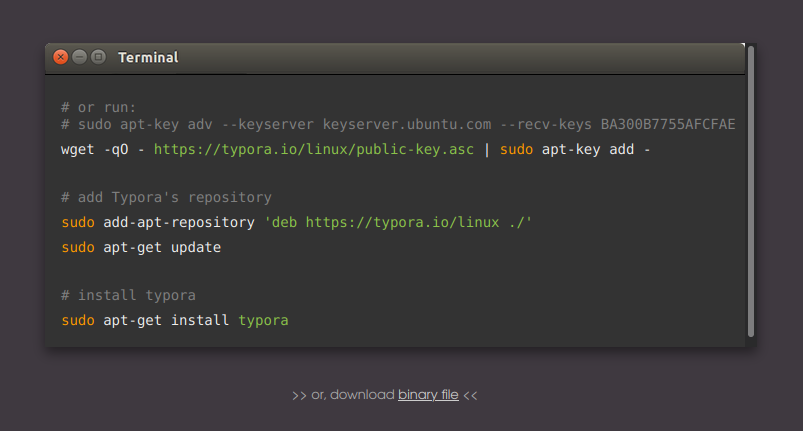 Terminal
# or run:
# sudo apt-key adv --keyserver keyserver.ubuntu.com --recv-keys BA300B7755AFCFAE
wget -qO - https://typora.io/linux/public-key.asc | sudo apt-key add -
# add Typora's repository
sudo add-apt-repository 'deb https://typora.io/linux ./'
sudo apt-get update
# install typora
sudo apt-get install typora
>> or, download binary file <<